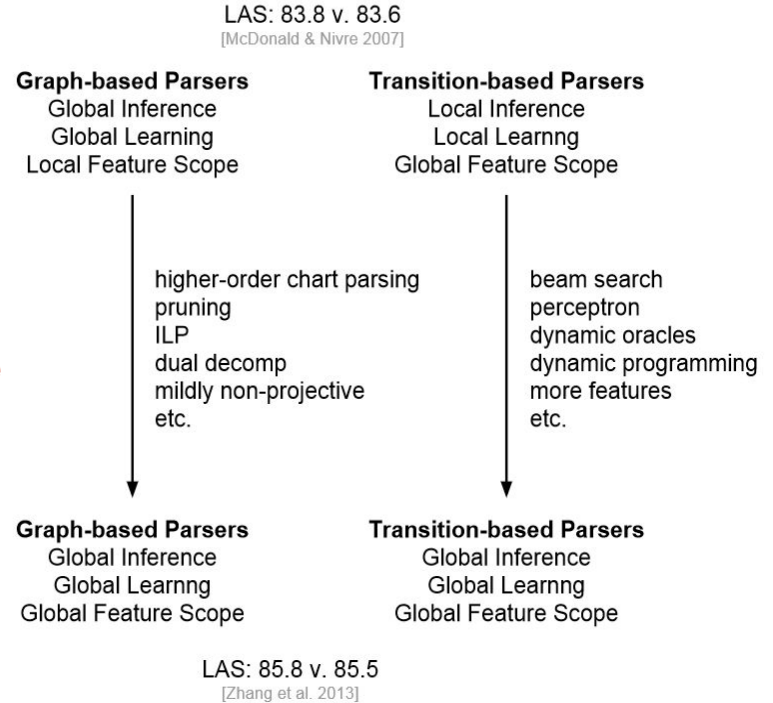 LAS: 83.8 v. 83.6
[McDonald & Nivre 2007]
Graph-based Parsers
Global Inference
Global Learning
Local Feature Scope
Transition-based Parsers
Local Inference
Local Learnng
Global Feature Scope
higher-order chart parsing
pruning
ILP
dual decomp
mildly non-projective
etc.
beam search
perceptron
dynamic oracles
dynamic programming
more features
etc.
Graph-based Parsers
Global Inference
Global Learnng
Global Feature Scope
Transition-based Parsers
Global Inference
Global Learnng
Global Feature Scope
LAS: 85.8 v. 85.5
[Zhang et al. 2013]